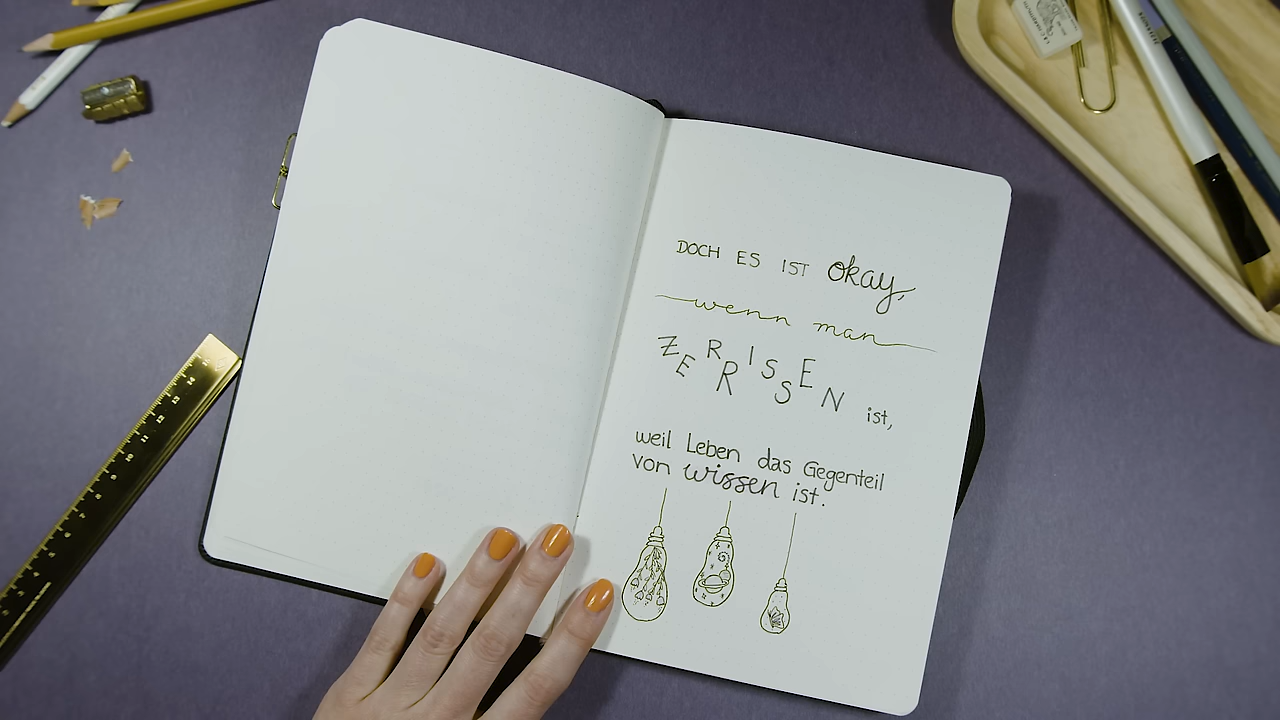 DOCH ES IST okay,
wenn man
ZERRISSEN ist,
weil Leben das Gegenteil
von wissen ist.